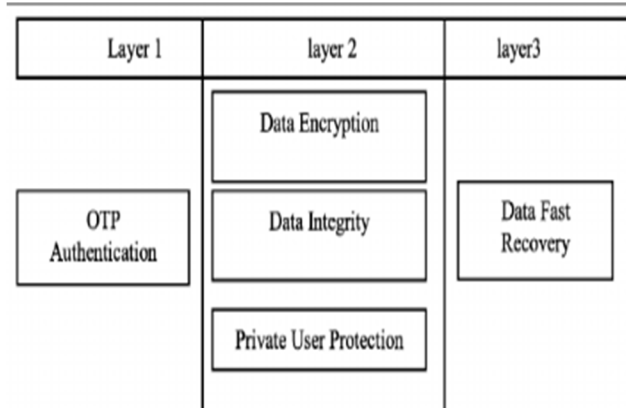 Layer 1
layer 2
layer3
Data Encryption
OTP
Authentication
Data Integrity
Data Fast
Recovery
Private User Protection